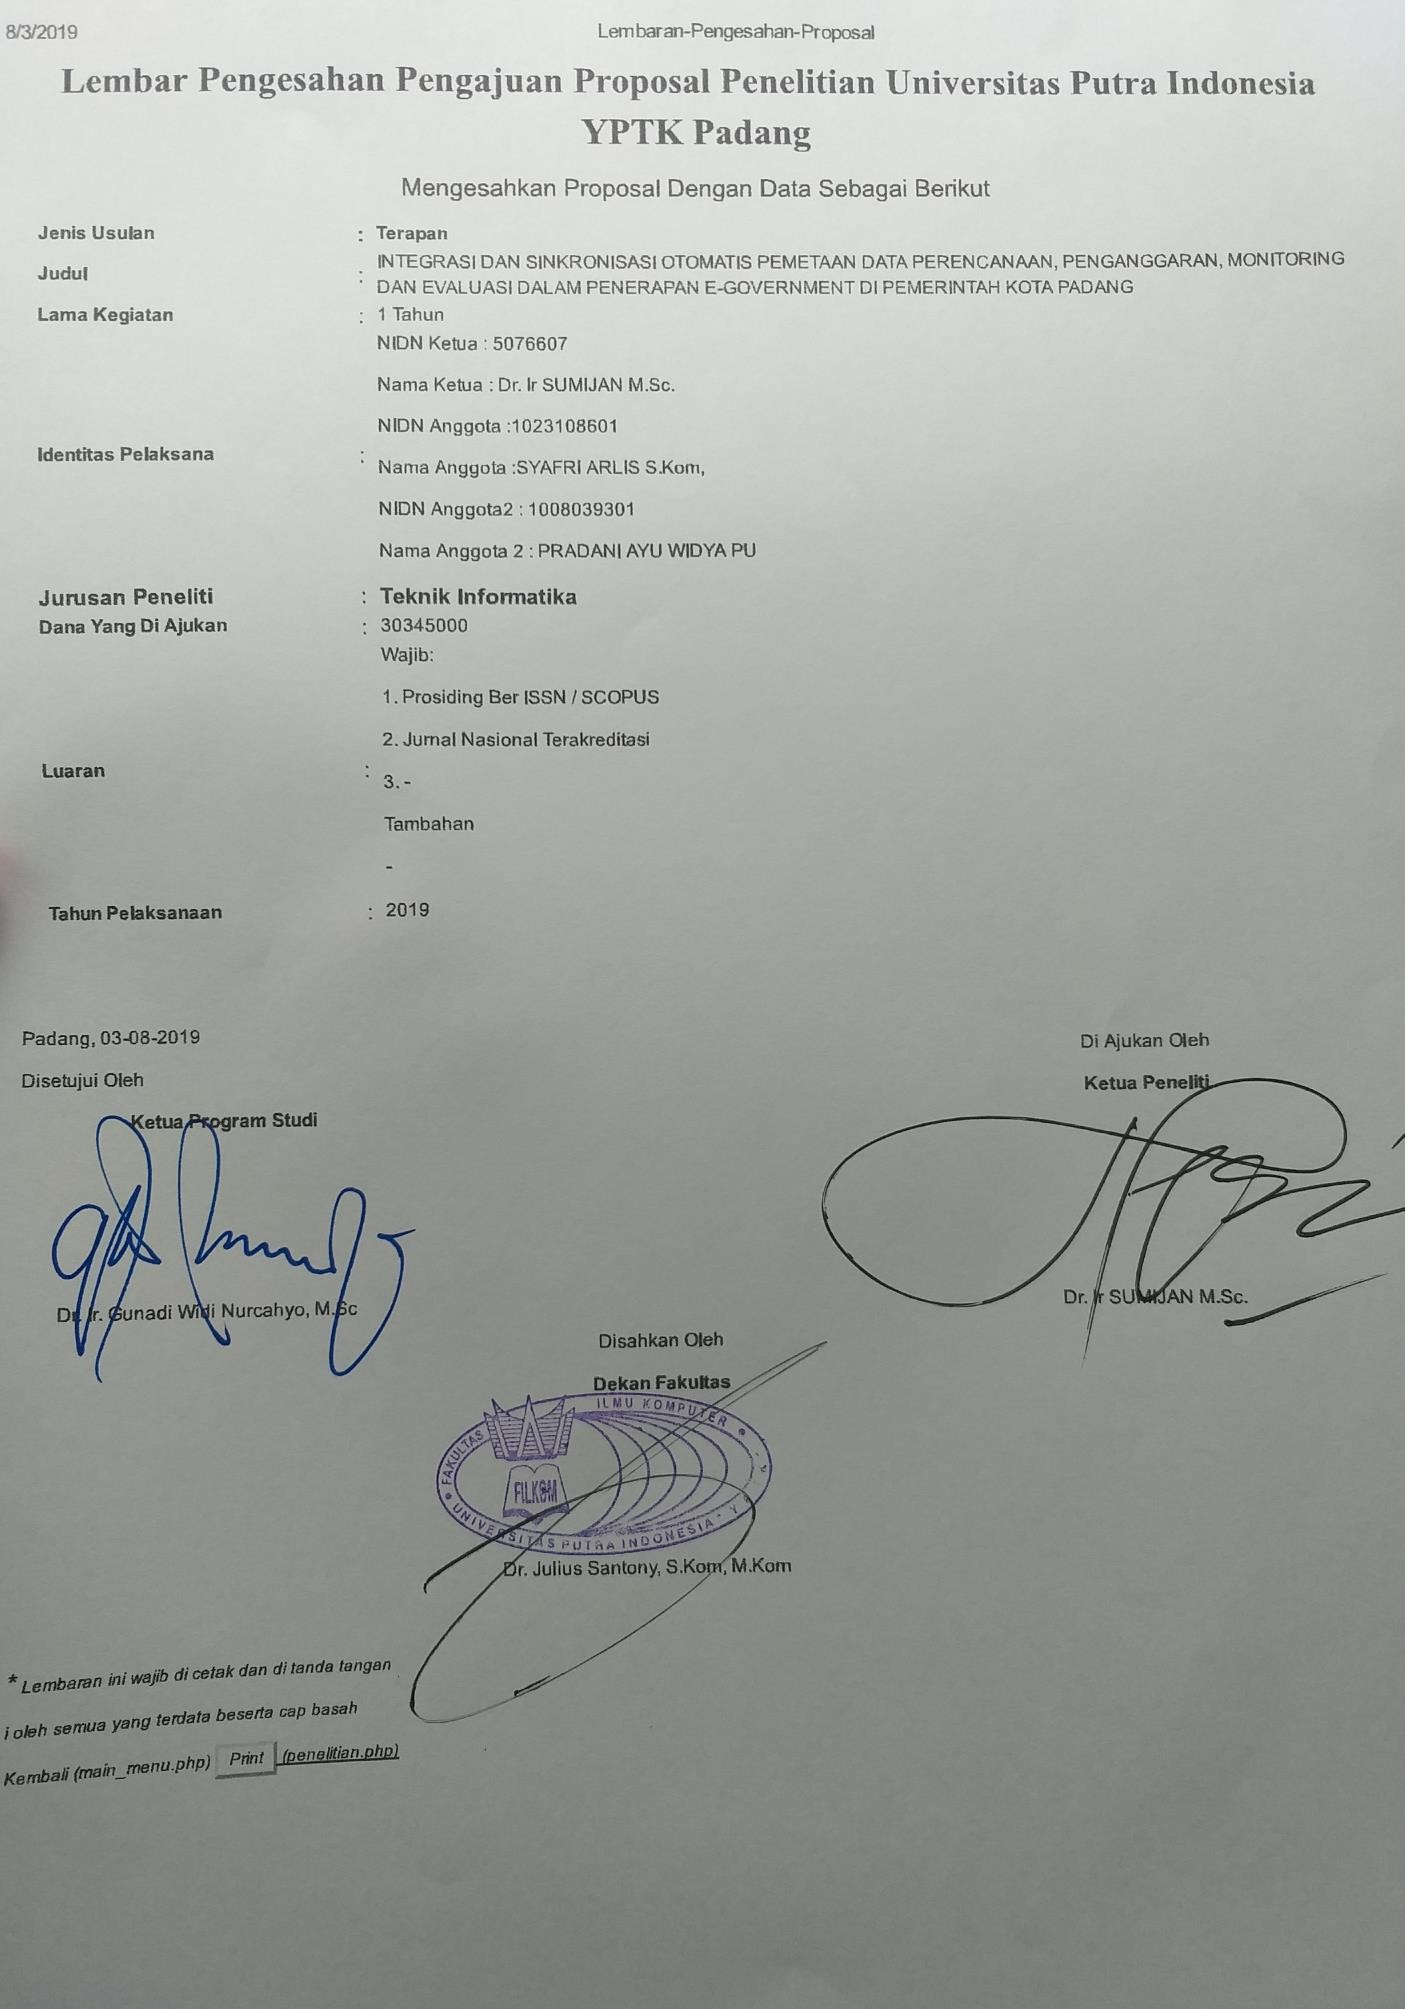 8/3/2019
Lembaran-Pengesahan-Proposal
Lembar Pengesahan Pengajuan Proposal Penelitian Universitas Putra Indonesia
YPTK Padang
Mengesahkan Proposal Dengan Data Sebagai Berikut
Jenis Usulan : Terapan
Judul : INTEGRASI DAN SINKRONISASI OTOMATIS PEMETAAN DATA PERENCANAAN, PENGANGGARAN, MONITORING
DAN EVALUASI DALAM PENERAPAN E-GOVERNMENT DI PEMERINTAH KOTA PADANG
Lama Kegiatan : 1 Tahun
NIDN Ketua : 5076607
Nama Ketua : Dr. Ir SUMIJAN M.Sc.
NIDN Anggota :1023108601
Identitas Pelaksana :
Nama Anggota :SYAFRI ARLIS S.Kom,
NIDN Anggota2 : 1008039301
Nama Anggota 2 : PRADANI AYU WIDYA PU
Jurusan Peneliti : Teknik Informatika
Dana Yang Di Ajukan : 30345000
Wajib:
1. Prosiding Ber ISSN / SCOPUS
2. Jurnal Nasional Terakreditasi
Luaran :
3. -
Tambahan
-
Tahun Pelaksanaan : 2019
Padang, 03-08-2019
Disetujui Oleh
Ketua Program Studi
Dr. Ir. Gunadi Widi Nurcahyo, M.Sc
Di Ajukan Oleh
Ketua Peneliti
Dr. Ir SUMIJAN M.Sc.
Disahkan Oleh
Dekan Fakultas
FAKULTAS ILMU KOMPUTER
FILKOM
UNIVERSITAS PUTRA INDONESIA
Dr. Julius Santony, S.Kom, M.Kom
* Lembaran ini wajib di cetak dan di tanda tangan
i oleh semua yang terdata beserta cap basah
Kembali (main_menu.php) Print (penelitian.php)